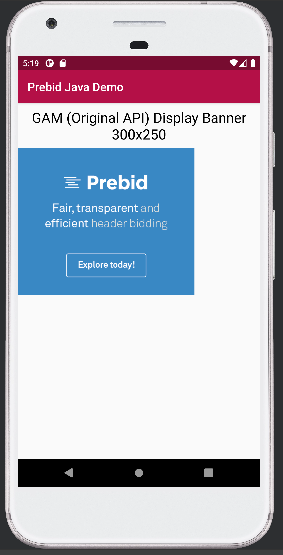 5:19
Prebid Java Demo
GAM (Original API) Display Banner
300x250
Prebid
Fair, transparent and
efficient header bidding
Explore today!